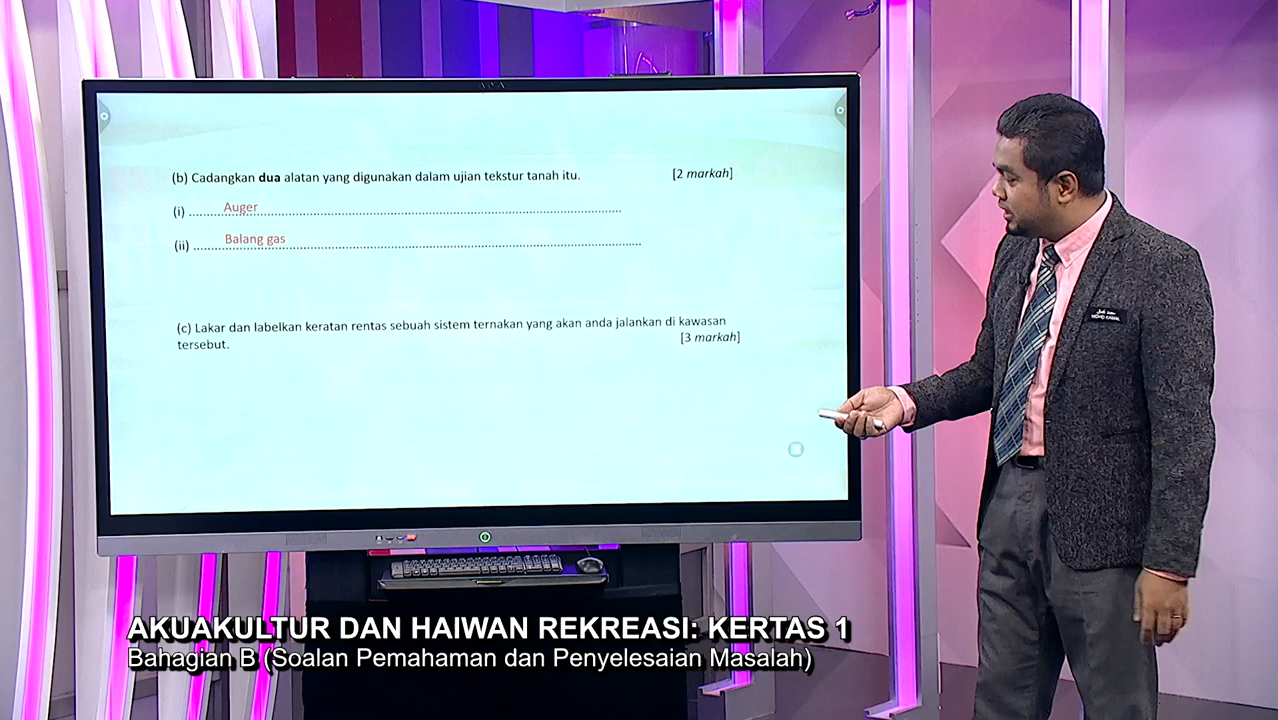 (b) Cadangkan dua alatan yang digunakan dalam ujian tekstur tanah itu. [2 markah]
(i) Auger
(ii) Balang gas
(c) Lakar dan labelkan keratan rentas sebuah sistem ternakan yang akan anda jalankan di kawasan
tersebut. [3 markah]
MOHD KAMAL
AKUAKULTUR DAN HAIWAN REKREASI: KERTAS 1
Bahagian B (Soalan Pemahaman dan Penyelesaian Masalah)